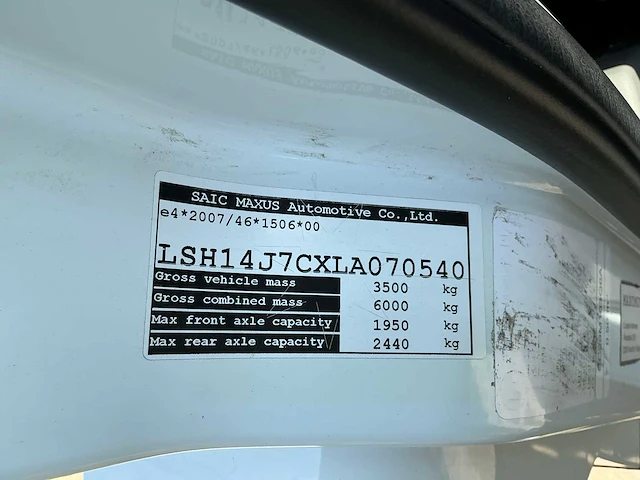 SAIC MAXUS Automotive Co.,Ltd.
e4*2007/46*1506*00
LSH14J7CXLA070540
Gross vehicle mass 3500 kg
Gross combined mass 6000 kg
Max front axle capacity 1950 kg
Max rear axle capacity 2440 kg